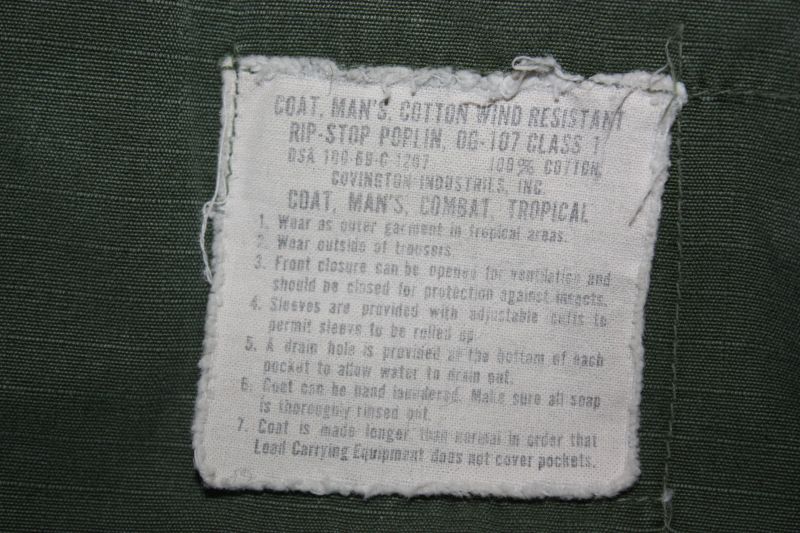 COAT, MAN'S, COTTON WIND RESISTANT
RIP-STOP POPLIN, OG-107 CLASS 1
DSA 100-69-C 1207 100% COTTON
COVINGTON INDUSTRIES, INC.
COAT, MAN'S, COMBAT, TROPICAL
1. Wear as outer garment in tropical areas.
2. Wear outside of trousers.
3. Front closure can be opened for ventilation and
should be closed for protection against insects.
4. Sleeves are provided with adjustable cuffs to
permit sleeve to be rolled up.
5. A drain hole is provided at the bottom of each
pocket to allow water to drain out.
6. Coat can be hand laundered. Make sure all soap
is thoroughly rinsed out.
7. Coat is made longer than normal in order that
Load Carrying Equipment does not cover pockets.